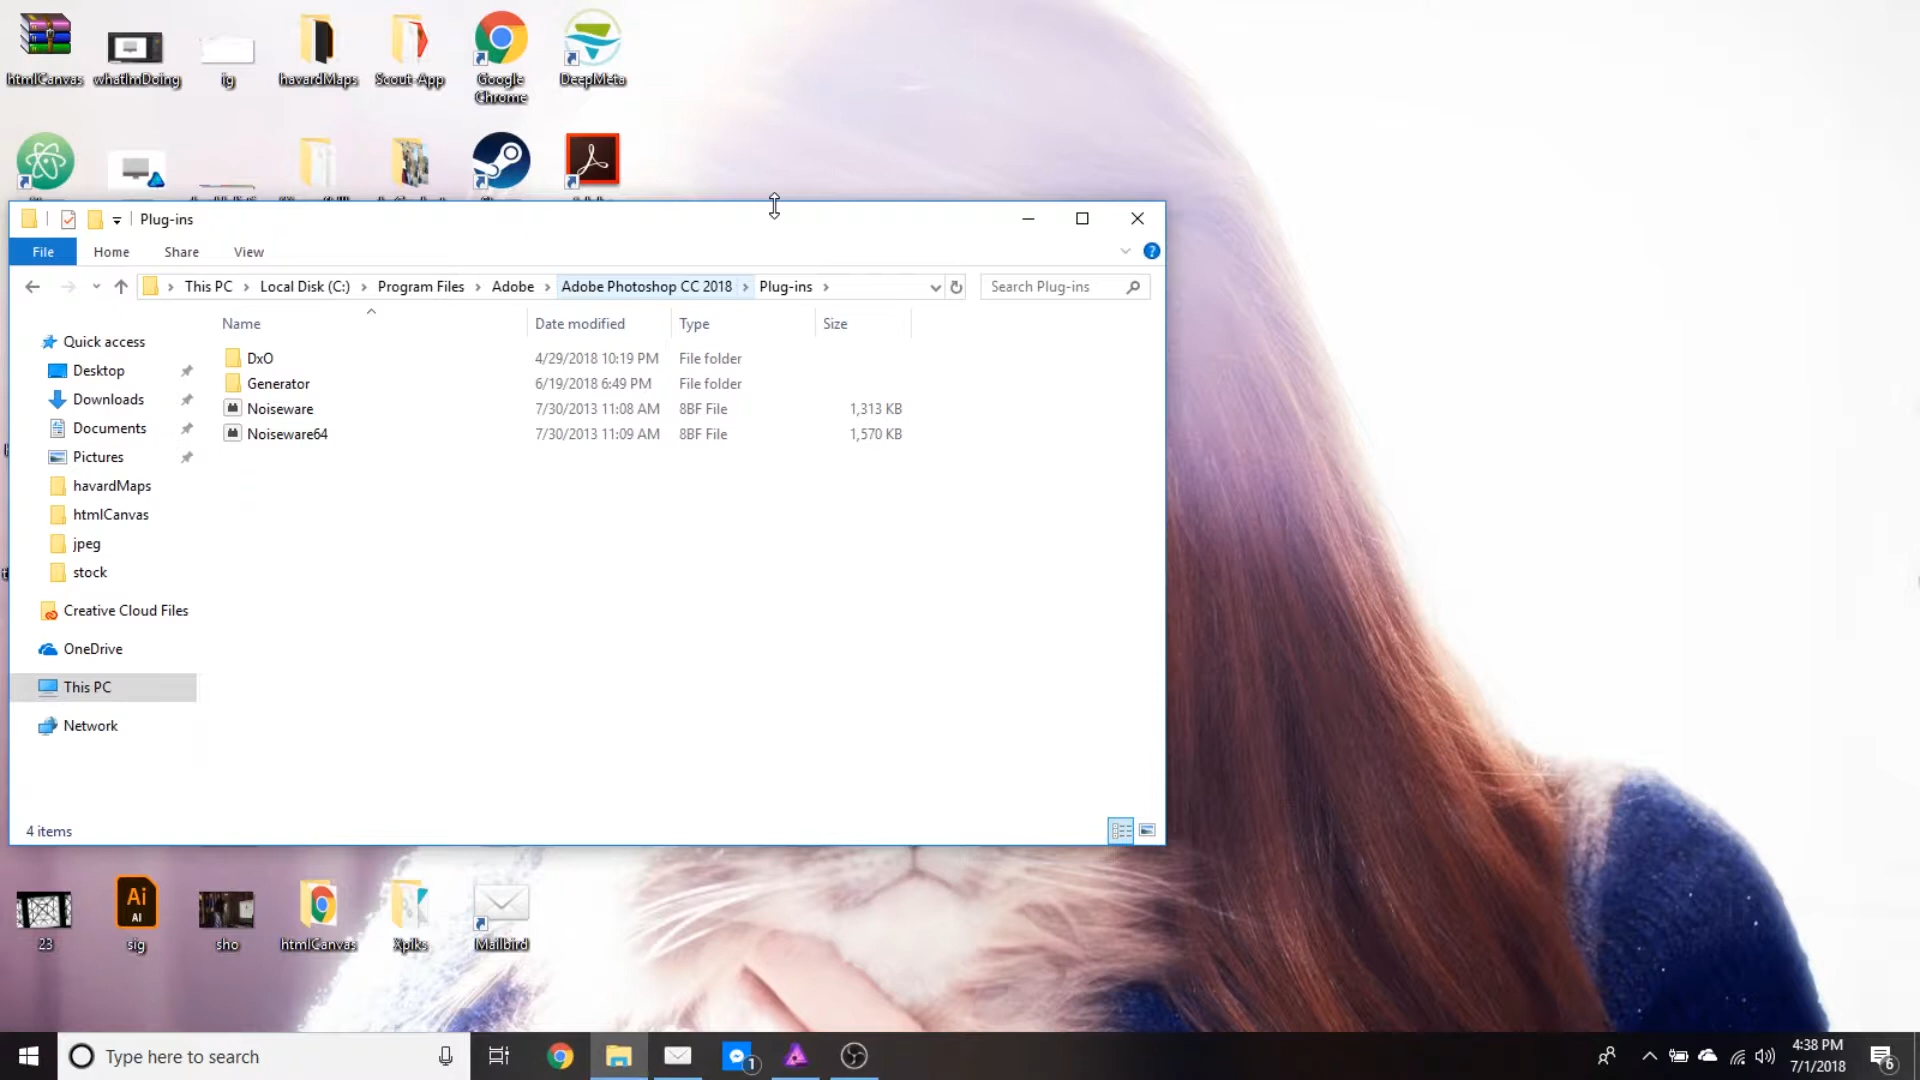 htmlCanvas
whatImDoing
ig
havardMaps
Scout-App
Google Chrome
DeepMeta
Plug-ins
File
Home
Share
View
?
This PC
Local Disk (C:)
Program Files
Adobe
Adobe Photoshop CC 2018
Plug-ins
Search Plug-ins
Name
Date modified
Type
Size
DxO 4/29/2018 10:19 PM File folder
Generator 6/19/2018 6:49 PM File folder
Noiseware 7/30/2013 11:08 AM 8BF File 1,313 KB
Noiseware64 7/30/2013 11:09 AM 8BF File 1,570 KB
Quick access
Desktop
Downloads
Documents
Pictures
havardMaps
htmlCanvas
jpeg
stock
Creative Cloud Files
OneDrive
This PC
Network
4 items
Ai
AI
23
sig
sho
htmlCanvas
Xpiks
Mailbird
Type here to search
1
4:38 PM
7/1/2018
6